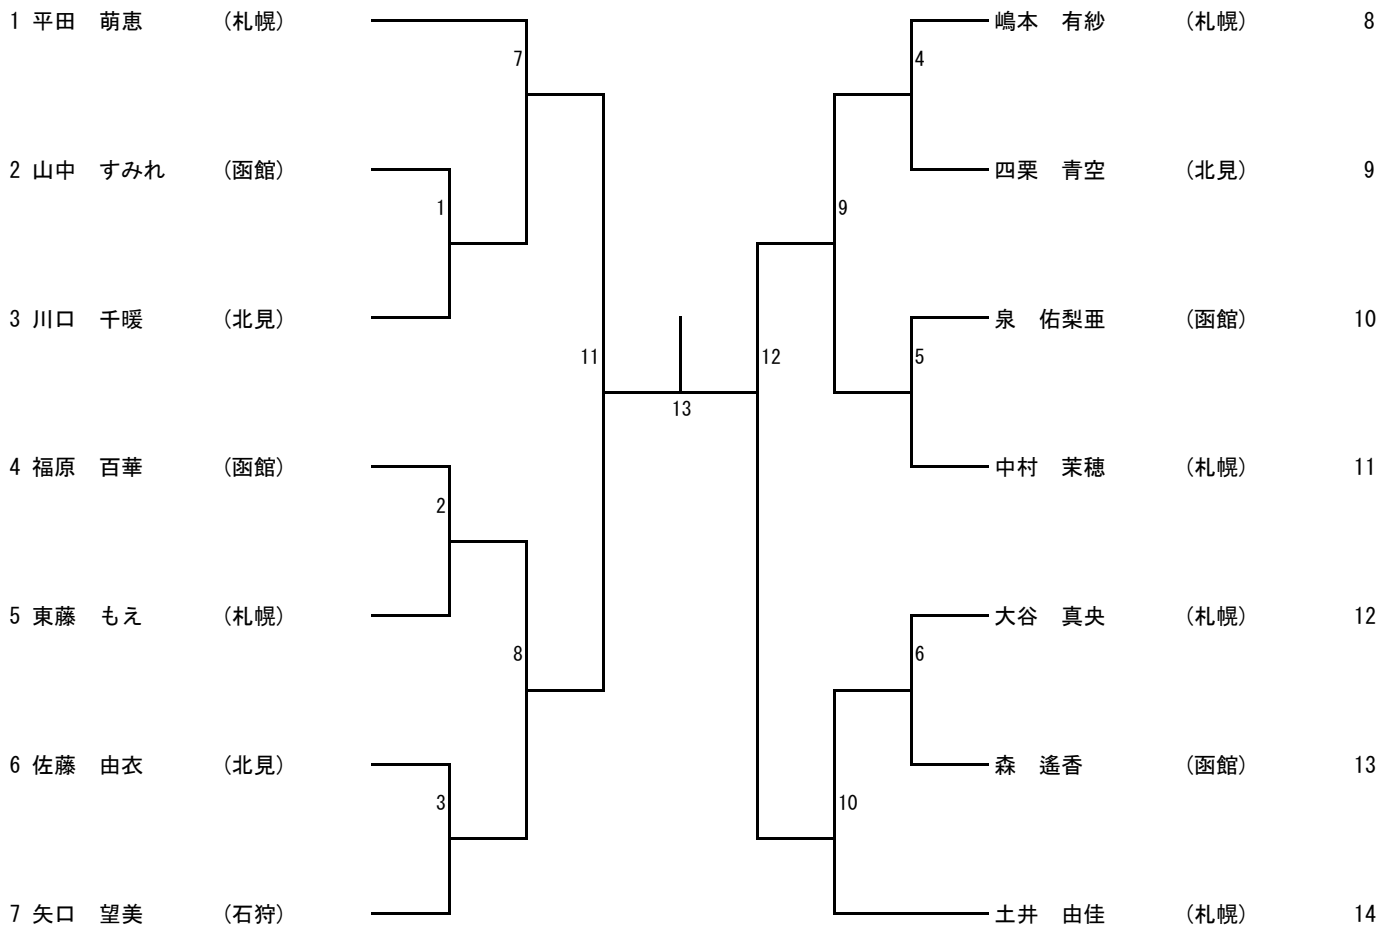 1 平田　萌恵 （札幌）
7
2 山中　すみれ （函館）
1
3 川口　千暖 （北見）
11
4 福原　百華 （函館）
2
5 東藤　もえ （札幌）
8
6 佐藤　由衣 （北見）
3
7 矢口　望美 （石狩）
13
嶋本　有紗 （札幌） 8
4
四栗　青空 （北見） 9
9
泉　佑梨亜 （函館） 10
12
5
中村　茉穂 （札幌） 11
大谷　真央 （札幌） 12
6
森　遙香 （函館） 13
10
土井　由佳 （札幌） 14